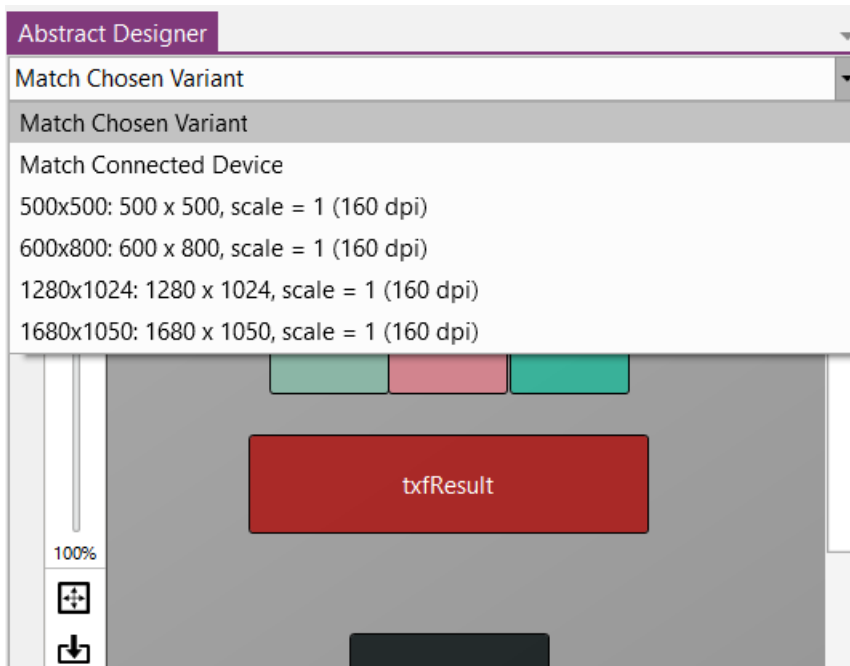 Abstract Designer
Match Chosen Variant
Match Chosen Variant
Match Connected Device
500x500: 500 x 500, scale = 1 (160 dpi)
600x800: 600 x 800, scale = 1 (160 dpi)
1280x1024: 1280 x 1024, scale = 1 (160 dpi)
1680x1050: 1680 x 1050, scale = 1 (160 dpi)
txfResult
100%